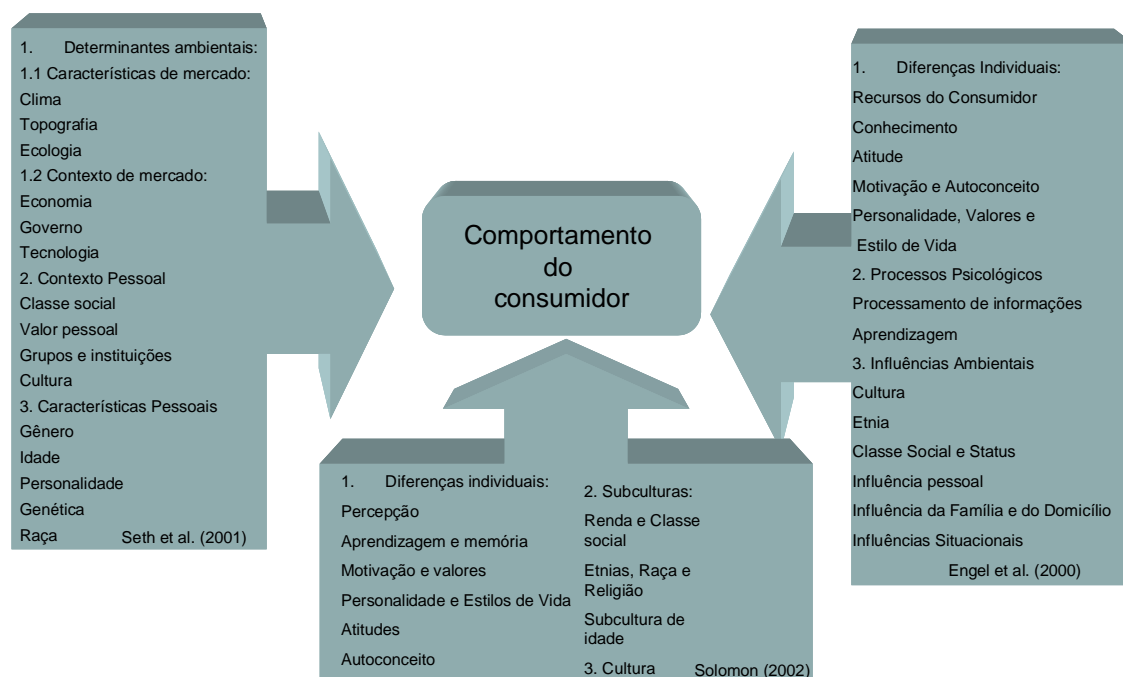 1. Determinantes ambientais:
1.1 Características de mercado:
Clima
Topografia
Ecologia
1.2 Contexto de mercado:
Economia
Governo
Tecnologia
2. Contexto Pessoal
Classe social
Valor pessoal
Grupos e instituições
Cultura
3. Características Pessoais
Gênero
Idade
Personalidade
Genética
Raça Seth et al. (2001)
Comportamento
do
consumidor
1. Diferenças individuais:
Percepção
Aprendizagem e memória
Motivação e valores
Personalidade e Estilos de Vida
Atitudes
Autoconceito
2. Subculturas:
Renda e Classe
social
Etnias, Raça e
Religião
Subcultura de
idade
3. Cultura Solomon (2002)
1. Diferenças Individuais:
Recursos do Consumidor
Conhecimento
Atitude
Motivação e Autoconceito
Personalidade, Valores e
Estilo de Vida
2. Processos Psicológicos
Processamento de informações
Aprendizagem
3. Influências Ambientais
Cultura
Etnia
Classe Social e Status
Influência pessoal
Influência da Família e do Domicílio
Influências Situacionais
Engel et al. (2000)